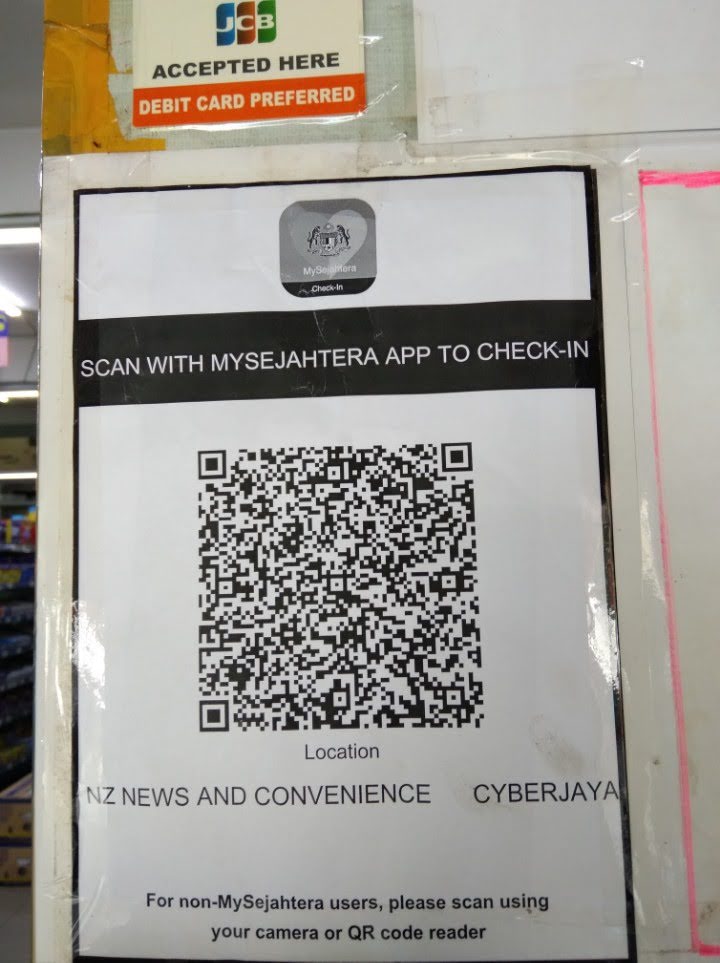 JCB
ACCEPTED HERE
DEBIT CARD PREFERRED
MySejahtera
Check-In
SCAN WITH MYSEJAHTERA APP TO CHECK-IN
Location
NZ NEWS AND CONVENIENCE CYBERJAYA
For non-MySejahtera users, please scan using
your camera or QR code reader